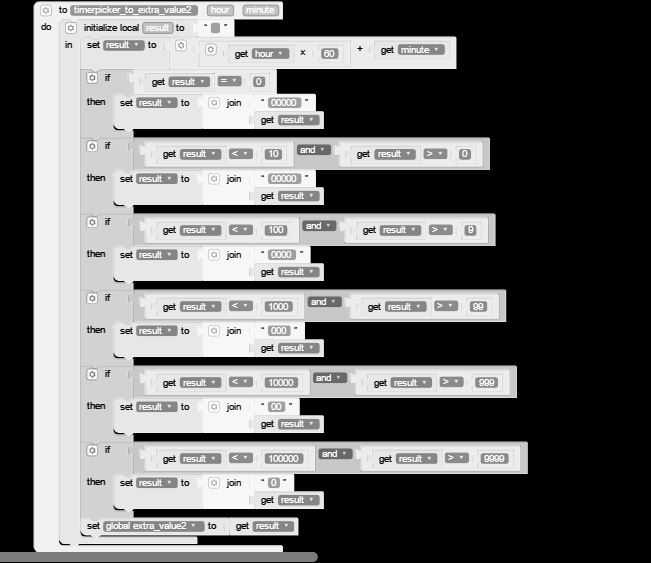 to timerpicker_to_extra_value2 hour minute
do initialize local result to " "
in set result to get hour × 60 + get minute
if get result = 0
then set result to join " 00000 "
get result
if get result < 10 and get result > 0
then set result to join " 00000 "
get result
if get result < 100 and get result > 9
then set result to join " 0000 "
get result
if get result < 1000 and get result > 99
then set result to join " 000 "
get result
if get result < 10000 and get result > 999
then set result to join " 00 "
get result
if get result < 100000 and get result > 9999
then set result to join " 0 "
get result
set global extra_value2 to get result